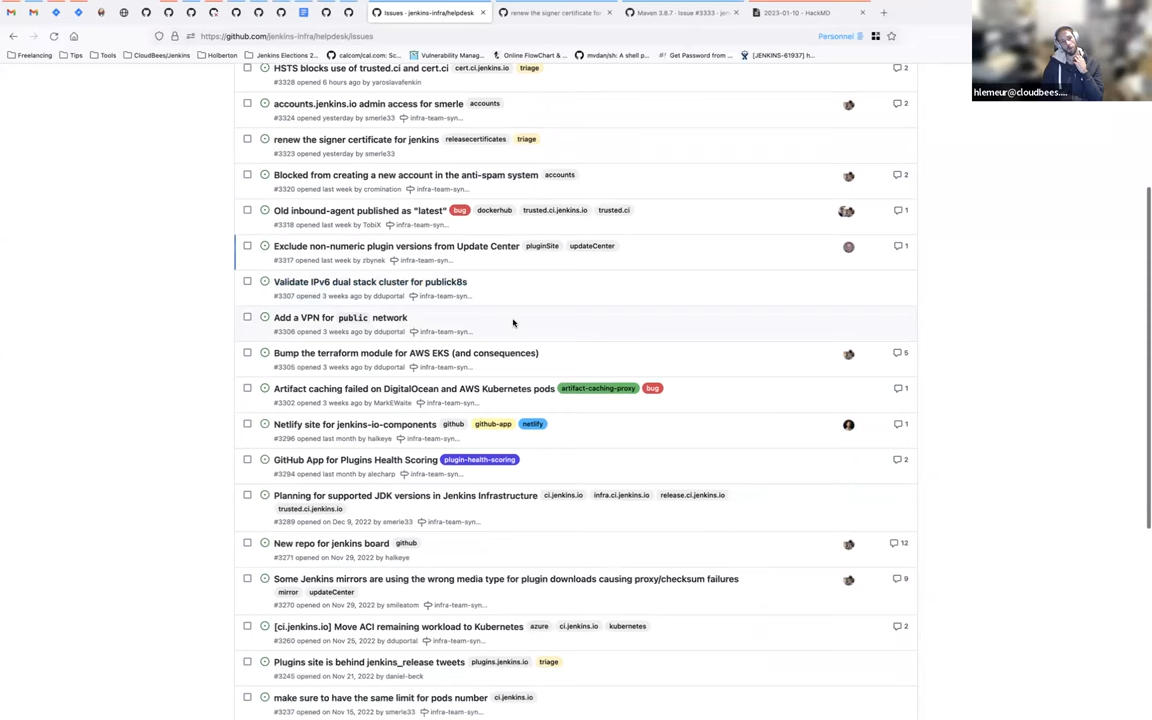 Issues - jenkins-infra/helpdesk
renew the signer certificate for
Maven 3.8.7 · Issue #3333 · jen
2023-01-10 - HackMD
https://github.com/jenkins-infra/helpdesk/issues
Personnel
Freelancing
Tips
Tools
CloudBees/Jenkins
Holberton
Jenkins Elections 2...
calcom/cal.com: Sc...
Vulnerability Manag...
Online FlowChart & ...
mvdan/sh: A shell p...
Get Password from ...
[JENKINS-61937] h...
hlemeur@cloudbees....
HSTS blocks use of trusted.ci and cert.ci cert.ci.jenkins.io triage 2
#3328 opened 6 hours ago by yaroslavafenkin
accounts.jenkins.io admin access for smerle accounts 2
#3324 opened yesterday by smerle33 infra-team-syn...
renew the signer certificate for jenkins releasecertificates triage
#3323 opened yesterday by smerle33
Blocked from creating a new account in the anti-spam system accounts 2
#3320 opened last week by cromination infra-team-syn...
Old inbound-agent published as "latest" bug dockerhub trusted.ci.jenkins.io trusted.ci 1
#3318 opened last week by TobiX infra-team-syn...
Exclude non-numeric plugin versions from Update Center pluginSite updateCenter 1
#3317 opened last week by zbynek infra-team-syn...
Validate IPv6 dual stack cluster for publick8s
#3307 opened 3 weeks ago by dduportal infra-team-syn...
Add a VPN for public network
#3306 opened 3 weeks ago by dduportal infra-team-syn...
Bump the terraform module for AWS EKS (and consequences) 5
#3305 opened 3 weeks ago by dduportal infra-team-syn...
Artifact caching failed on DigitalOcean and AWS Kubernetes pods artifact-caching-proxy bug 1
#3302 opened 3 weeks ago by MarkEWaite infra-team-syn...
Netlify site for jenkins-io-components github github-app netlify 1
#3296 opened last month by halkeye infra-team-syn...
GitHub App for Plugins Health Scoring plugin-health-scoring 2
#3294 opened last month by alecharp infra-team-syn...
Planning for supported JDK versions in Jenkins Infrastructure ci.jenkins.io infra.ci.jenkins.io release.ci.jenkins.io
trusted.ci.jenkins.io
#3289 opened on Dec 9, 2022 by smerle33 infra-team-syn...
New repo for jenkins board github 12
#3271 opened on Nov 29, 2022 by halkeye
Some Jenkins mirrors are using the wrong media type for plugin downloads causing proxy/checksum failures 9
mirror updateCenter
#3270 opened on Nov 29, 2022 by smileatom infra-team-syn...
[ci.jenkins.io] Move ACI remaining workload to Kubernetes azure ci.jenkins.io kubernetes 2
#3260 opened on Nov 25, 2022 by dduportal infra-team-syn...
Plugins site is behind jenkins_release tweets plugins.jenkins.io triage
#3245 opened on Nov 21, 2022 by daniel-beck
make sure to have the same limit for pods number ci.jenkins.io
#3237 opened on Nov 15, 2022 by smerle33 infra-team-syn...